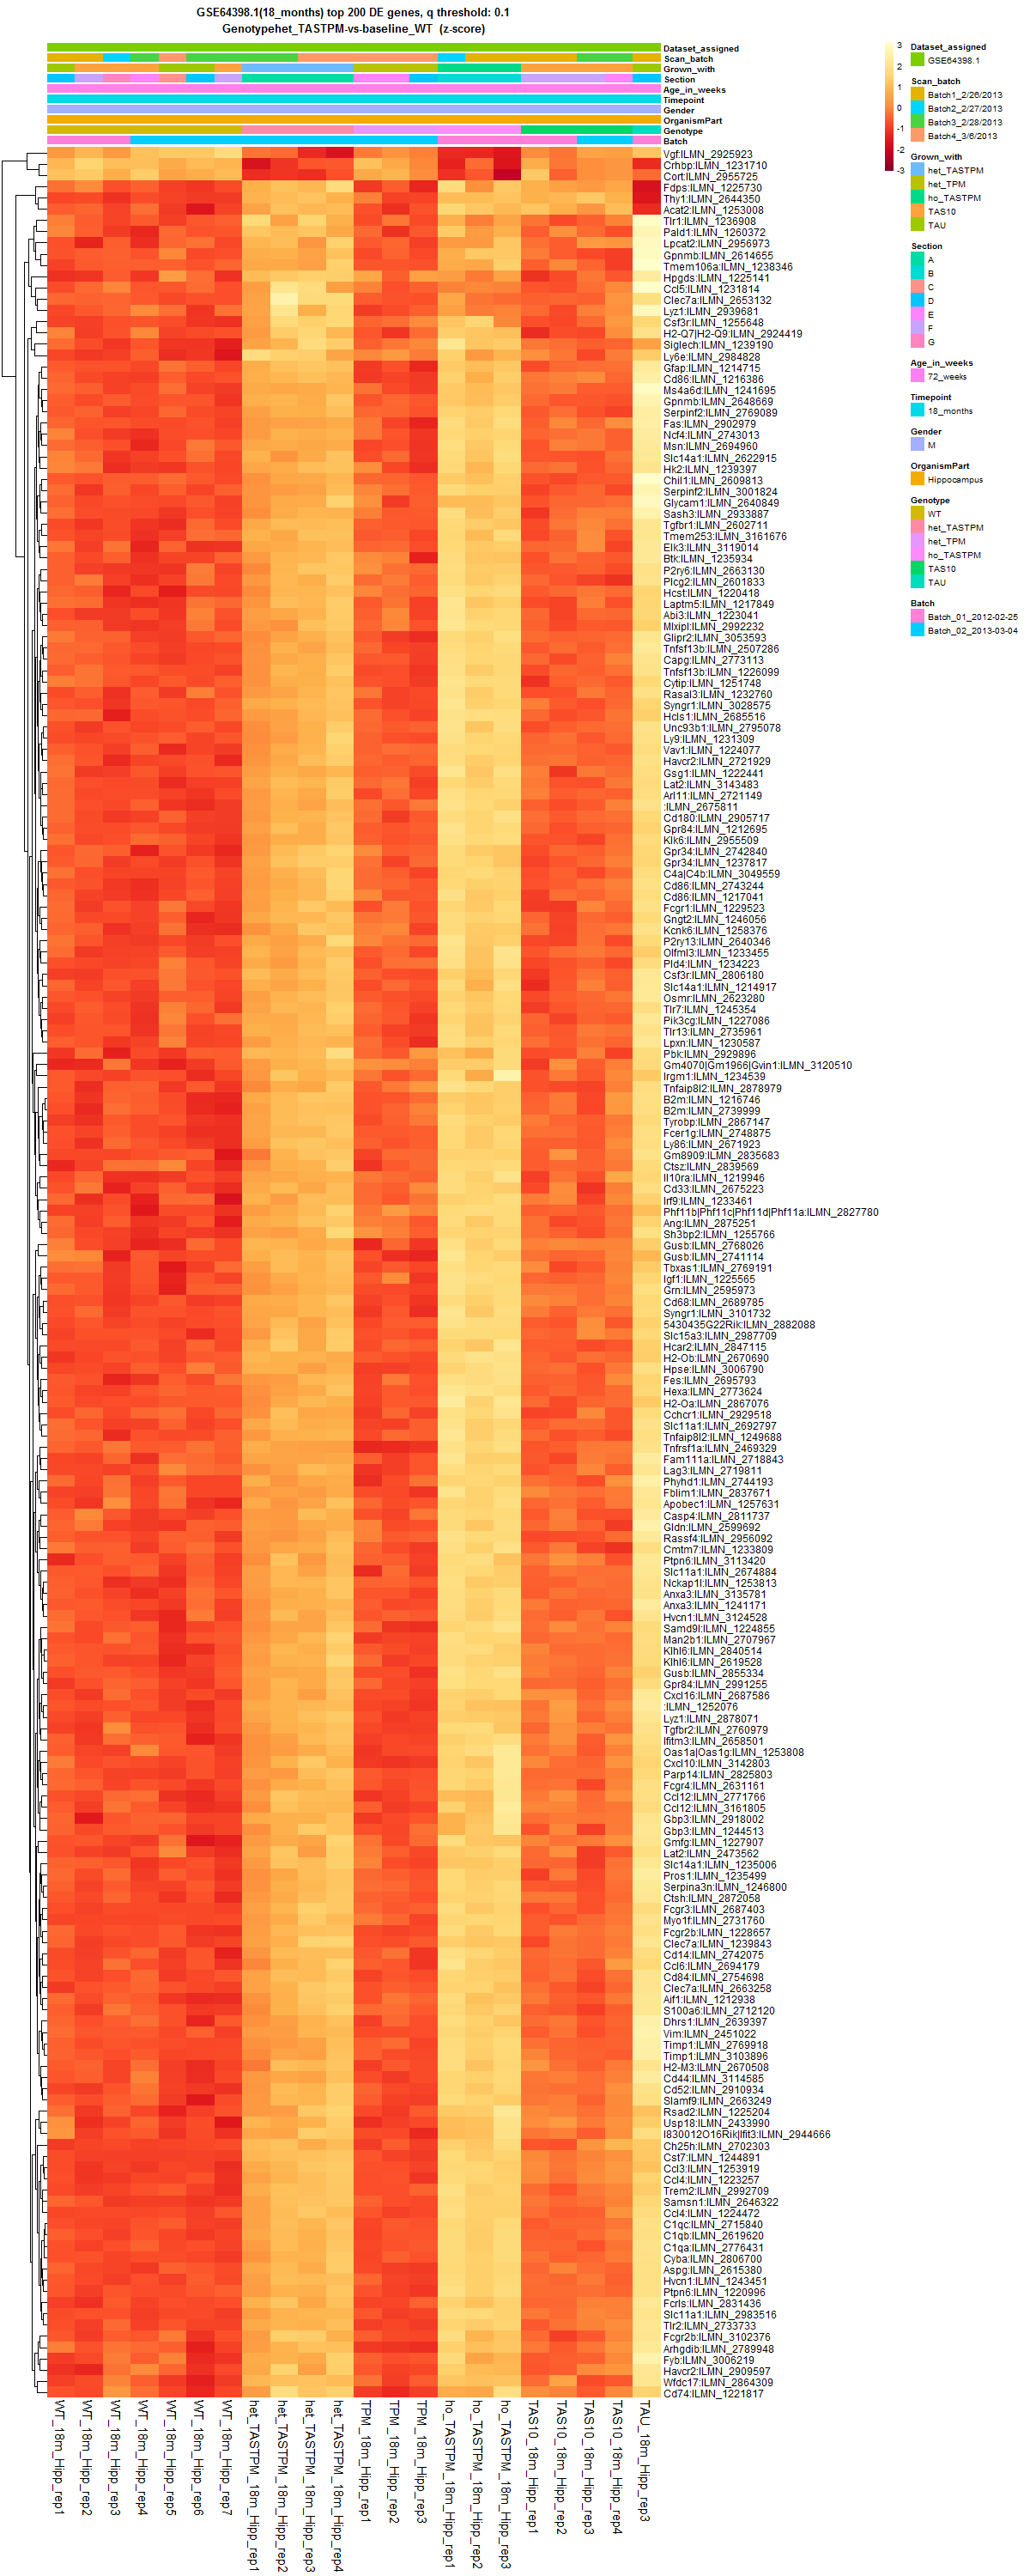 GSE64398.1(18_months) top 200 DE genes, q threshold: 0.1
Genotypehet_TASTPM-vs-baseline_WT (z-score)
Dataset_assigned
Scan_batch
Grown_with
Section
Age_in_weeks
Timepoint
Gender
OrganismPart
Genotype
Batch
3
2
1
0
-1
-2
-3
Dataset_assigned
GSE64398.1
Scan_batch
Batch1_2/26/2013
Batch2_2/27/2013
Batch3_2/28/2013
Batch4_3/6/2013
Grown_with
het_TASTPM
het_TPM
ho_TASTPM
TAS10
TAU
Section
A
B
C
D
E
F
G
Age_in_weeks
72_weeks
Timepoint
18_months
Gender
M
OrganismPart
Hippocampus
Genotype
WT
het_TASTPM
het_TPM
ho_TASTPM
TAS10
TAU
Batch
Batch_01_2012-02-25
Batch_02_2013-03-04
Vgf:ILMN_2925923
Crhbp:ILMN_1231710
Cort:ILMN_2955725
Fdps:ILMN_1225730
Thy1:ILMN_2644350
Acat2:ILMN_1253008
Tlr1:ILMN_1236908
Pald1:ILMN_1260372
Lpcat2:ILMN_2956973
Gpnmb:ILMN_2614655
Tmem106a:ILMN_1238346
Hpgds:ILMN_1225141
Ccl5:ILMN_1231814
Clec7a:ILMN_2653132
Lyz1:ILMN_2939681
Csf3r:ILMN_1255648
H2-Q7|H2-Q9:ILMN_2924419
Siglech:ILMN_1239190
Ly6e:ILMN_2984828
Gfap:ILMN_1214715
Cd86:ILMN_1216386
Ms4a6d:ILMN_1241695
Gpnmb:ILMN_2648669
Serpinf2:ILMN_2769089
Fas:ILMN_2902979
Ncf4:ILMN_2743013
Msn:ILMN_2694960
Slc14a1:ILMN_2622915
Hk2:ILMN_1239397
Chil1:ILMN_2609813
Serpinf2:ILMN_3001824
Glycam1:ILMN_2640849
Sash3:ILMN_2933887
Tgfbr1:ILMN_2602711
Tmem253:ILMN_3161676
Elk3:ILMN_3119014
Btk:ILMN_1235934
P2ry6:ILMN_2663130
Plcg2:ILMN_2601833
Hcst:ILMN_1220418
Laptm5:ILMN_1217849
Abi3:ILMN_1223041
Mlxipl:ILMN_2992232
Glipr2:ILMN_3053593
Tnfsf13b:ILMN_2507286
Capg:ILMN_2773113
Tnfsf13b:ILMN_1226099
Cytip:ILMN_1251748
Rasal3:ILMN_1232760
Syngr1:ILMN_3028575
Hcls1:ILMN_2685516
Unc93b1:ILMN_2795078
Ly9:ILMN_1231309
Vav1:ILMN_1224077
Havcr2:ILMN_2721929
Gsg1:ILMN_1222441
Lat2:ILMN_3143483
Arl11:ILMN_2721149
:ILMN_2675811
Cd180:ILMN_2905717
Gpr84:ILMN_1212695
Klk6:ILMN_2955509
Gpr34:ILMN_2742840
Gpr34:ILMN_1237817
C4a|C4b:ILMN_3049559
Cd86:ILMN_2743244
Cd86:ILMN_1217041
Fcgr1:ILMN_1229523
Gngt2:ILMN_1246056
Kcnk6:ILMN_1258376
P2ry13:ILMN_2640346
Olfml3:ILMN_1233455
Pld4:ILMN_1234223
Csf3r:ILMN_2806180
Slc14a1:ILMN_1214917
Osmr:ILMN_2623280
Tlr7:ILMN_1245354
Pik3cg:ILMN_1227086
Tlr13:ILMN_2735961
Lpxn:ILMN_1230587
Pbk:ILMN_2929896
Gm4070|Gm1966|Gvin1:ILMN_3120510
Irgm1:ILMN_1234539
Tnfaip8l2:ILMN_2878979
B2m:ILMN_1216746
B2m:ILMN_2739999
Tyrobp:ILMN_2867147
Fcer1g:ILMN_2748875
Ly86:ILMN_2671923
Gm8909:ILMN_2835683
Ctsz:ILMN_2839569
Il10ra:ILMN_1219946
Cd33:ILMN_2675223
Irf9:ILMN_1233461
Phf11b|Phf11c|Phf11d|Phf11a:ILMN_2827780
Ang:ILMN_2875251
Sh3bp2:ILMN_1255766
Gusb:ILMN_2768026
Gusb:ILMN_2741114
Tbxas1:ILMN_2769191
Igf1:ILMN_1225565
Grn:ILMN_2595973
Cd68:ILMN_2689785
Syngr1:ILMN_3101732
5430435G22Rik:ILMN_2882088
Slc15a3:ILMN_2987709
Hcar2:ILMN_2847115
H2-Ob:ILMN_2670690
Hpse:ILMN_3006790
Fes:ILMN_2695793
Hexa:ILMN_2773624
H2-Oa:ILMN_2867076
Cchcr1:ILMN_2929518
Slc11a1:ILMN_2692797
Tnfaip8l2:ILMN_1249688
Tnfrsf1a:ILMN_2469329
Fam111a:ILMN_2718843
Lag3:ILMN_2719811
Phyhd1:ILMN_2744193
Fblim1:ILMN_2837671
Apobec1:ILMN_1257631
Casp4:ILMN_2811737
Gldn:ILMN_2599692
Rassf4:ILMN_2956092
Cmtm7:ILMN_1233809
Ptpn6:ILMN_3113420
Slc11a1:ILMN_2674884
Nckap1l:ILMN_1253813
Anxa3:ILMN_3135781
Anxa3:ILMN_1241171
Hvcn1:ILMN_3124528
Samd9l:ILMN_1224855
Man2b1:ILMN_2707967
Klhl6:ILMN_2840514
Klhl6:ILMN_2619528
Gusb:ILMN_2855334
Gpr84:ILMN_2991255
Cxcl16:ILMN_2687586
:ILMN_1252076
Lyz1:ILMN_2878071
Tgfbr2:ILMN_2760979
Ifitm3:ILMN_2658501
Oas1a|Oas1g:ILMN_1253808
Cxcl10:ILMN_3142803
Parp14:ILMN_2825803
Fcgr4:ILMN_2631161
Ccl12:ILMN_2771766
Ccl12:ILMN_3161805
Gbp3:ILMN_2918002
Gbp3:ILMN_1244513
Gmfg:ILMN_1227907
Lat2:ILMN_2473562
Slc14a1:ILMN_1235006
Pros1:ILMN_1235499
Serpina3n:ILMN_1246800
Ctsh:ILMN_2872058
Fcgr3:ILMN_2687403
Myo1f:ILMN_2731760
Fcgr2b:ILMN_1228657
Clec7a:ILMN_1239843
Cd14:ILMN_2742075
Ccl6:ILMN_2694179
Cd84:ILMN_2754698
Clec7a:ILMN_2663258
Aif1:ILMN_1212938
S100a6:ILMN_2712120
Dhrs1:ILMN_2639397
Vim:ILMN_2451022
Timp1:ILMN_2769918
Timp1:ILMN_3103896
H2-M3:ILMN_2670508
Cd44:ILMN_3114585
Cd52:ILMN_2910934
Slamf9:ILMN_2663249
Rsad2:ILMN_1225204
Usp18:ILMN_2433990
I830012O16Rik|Ifit3:ILMN_2944666
Ch25h:ILMN_2702303
Cst7:ILMN_1244891
Ccl3:ILMN_1253919
Ccl4:ILMN_1223257
Trem2:ILMN_2992709
Samsn1:ILMN_2646322
Ccl4:ILMN_1224472
C1qc:ILMN_2715840
C1qb:ILMN_2619620
C1qa:ILMN_2776431
Cyba:ILMN_2806700
Aspg:ILMN_2615380
Hvcn1:ILMN_1243451
Ptpn6:ILMN_1220996
Fcrls:ILMN_2831436
Slc11a1:ILMN_2983516
Tlr2:ILMN_2733733
Fcgr2b:ILMN_3102376
Arhgdib:ILMN_2789948
Fyb:ILMN_3006219
Havcr2:ILMN_2909597
Wfdc17:ILMN_2864309
Cd74:ILMN_1221817
WT_18m_Hipp_rep1
WT_18m_Hipp_rep2
WT_18m_Hipp_rep3
WT_18m_Hipp_rep4
WT_18m_Hipp_rep5
WT_18m_Hipp_rep6
WT_18m_Hipp_rep7
het_TASTPM_18m_Hipp_rep1
het_TASTPM_18m_Hipp_rep2
het_TASTPM_18m_Hipp_rep3
het_TASTPM_18m_Hipp_rep4
TPM_18m_Hipp_rep1
TPM_18m_Hipp_rep2
TPM_18m_Hipp_rep3
ho_TASTPM_18m_Hipp_rep1
ho_TASTPM_18m_Hipp_rep2
ho_TASTPM_18m_Hipp_rep3
TAS10_18m_Hipp_rep1
TAS10_18m_Hipp_rep2
TAS10_18m_Hipp_rep3
TAS10_18m_Hipp_rep4
TAU_18m_Hipp_rep3